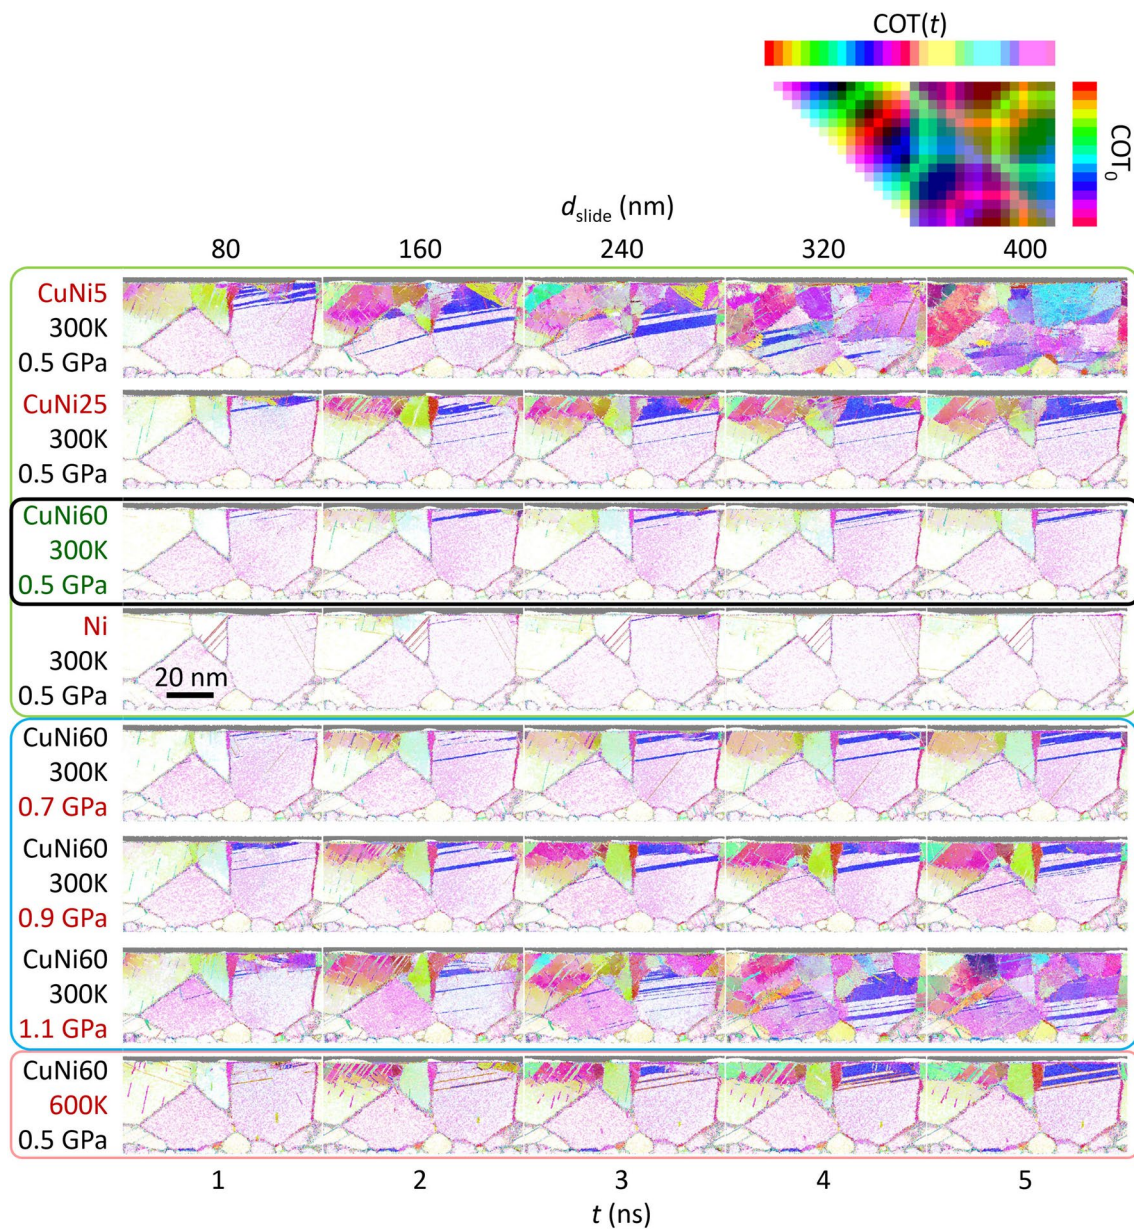 COT(t)
COT0
dslide (nm)
80 160 240 320 400
CuNi5
300K
0.5 GPa
CuNi25
300K
0.5 GPa
CuNi60
300K
0.5 GPa
Ni
300K
0.5 GPa
20 nm
CuNi60
300K
0.7 GPa
CuNi60
300K
0.9 GPa
CuNi60
300K
1.1 GPa
CuNi60
600K
0.5 GPa
1 2 3 4 5
t (ns)